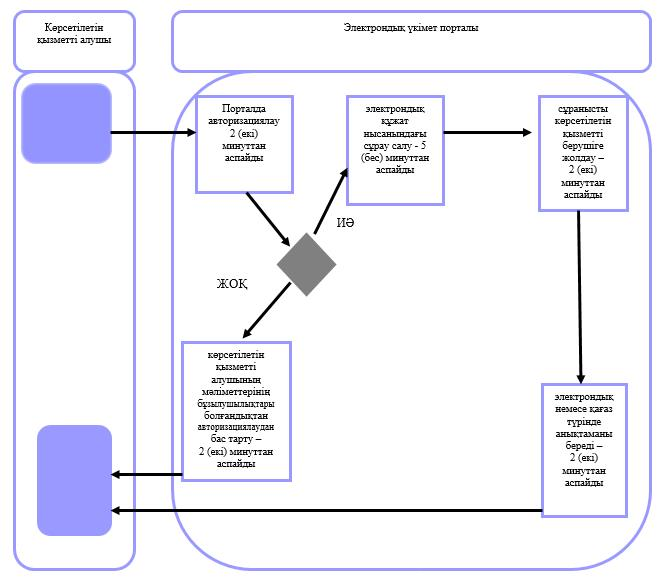 Көрсетілетін
қызметті алушы
Электрондық үкімет порталы
Порталда
авторизациялау
2 (екі)
минуттан
аспайды
электрондық
құжат
нысанындағы
сұрау салу - 5
(бес) минуттан
аспайды
сұранысты
көрсетілетін
қызметті
берушіге
жолдау –
2 (екі)
минуттан
аспайды
ИӘ
ЖОҚ
көрсетілетін
қызметті
алушының
мәліметтерінің
бұзылушылықтары
болғандықтан
авторизациялаудан
бас тарту –
2 (екі) минуттан
аспайды
электрондық
немесе қағаз
түрінде
анықтаманы
береді –
2 (екі)
минуттан
аспайды